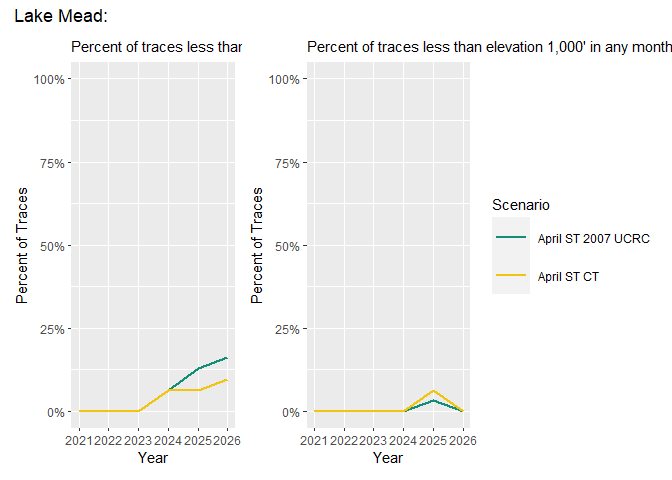 Lake Mead:
Percent of traces less than
Percent of traces less than elevation 1,000' in any month
100%
75%
50%
25%
0%
Percent of Traces
2021 2022 2023 2024 2025 2026
Year
100%
75%
50%
25%
0%
Percent of Traces
2021 2022 2023 2024 2025 2026
Year
Scenario
April ST 2007 UCRC
April ST CT